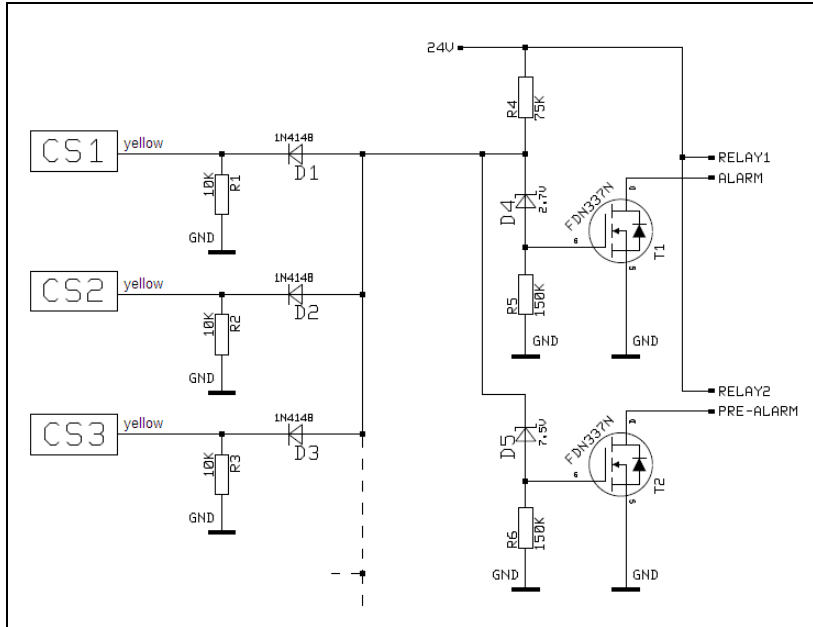 24V
R4
75K
CS1
yellow
1N4148
D1
10K
R1
GND
RELAY1
ALARM
D4
2.7V
FDN337N
D
G
S
T1
R5
150K
GND
GND
CS2
yellow
1N4148
D2
10K
R2
GND
RELAY2
PRE-ALARM
CS3
yellow
1N4148
D3
10K
R3
GND
D5
7.5V
FDN337N
D
G
S
T2
R6
150K
GND
GND